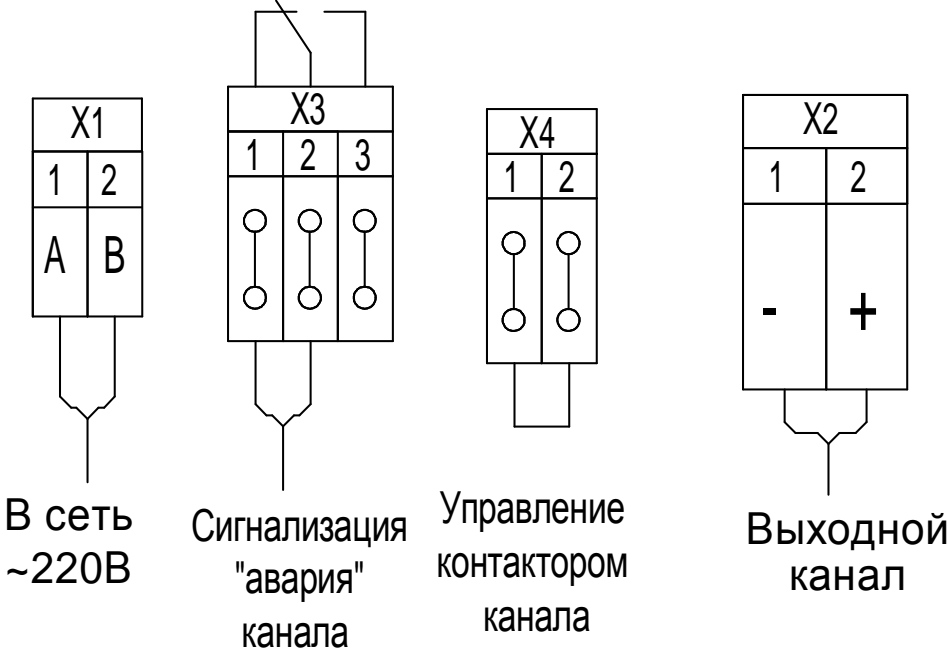 X1
1 2
A B
В сеть
~220В
X3
1 2 3
Сигнализация
"авария"
канала
X4
1 2
Управление
контактором
канала
X2
1 2
- +
Выходной
канал